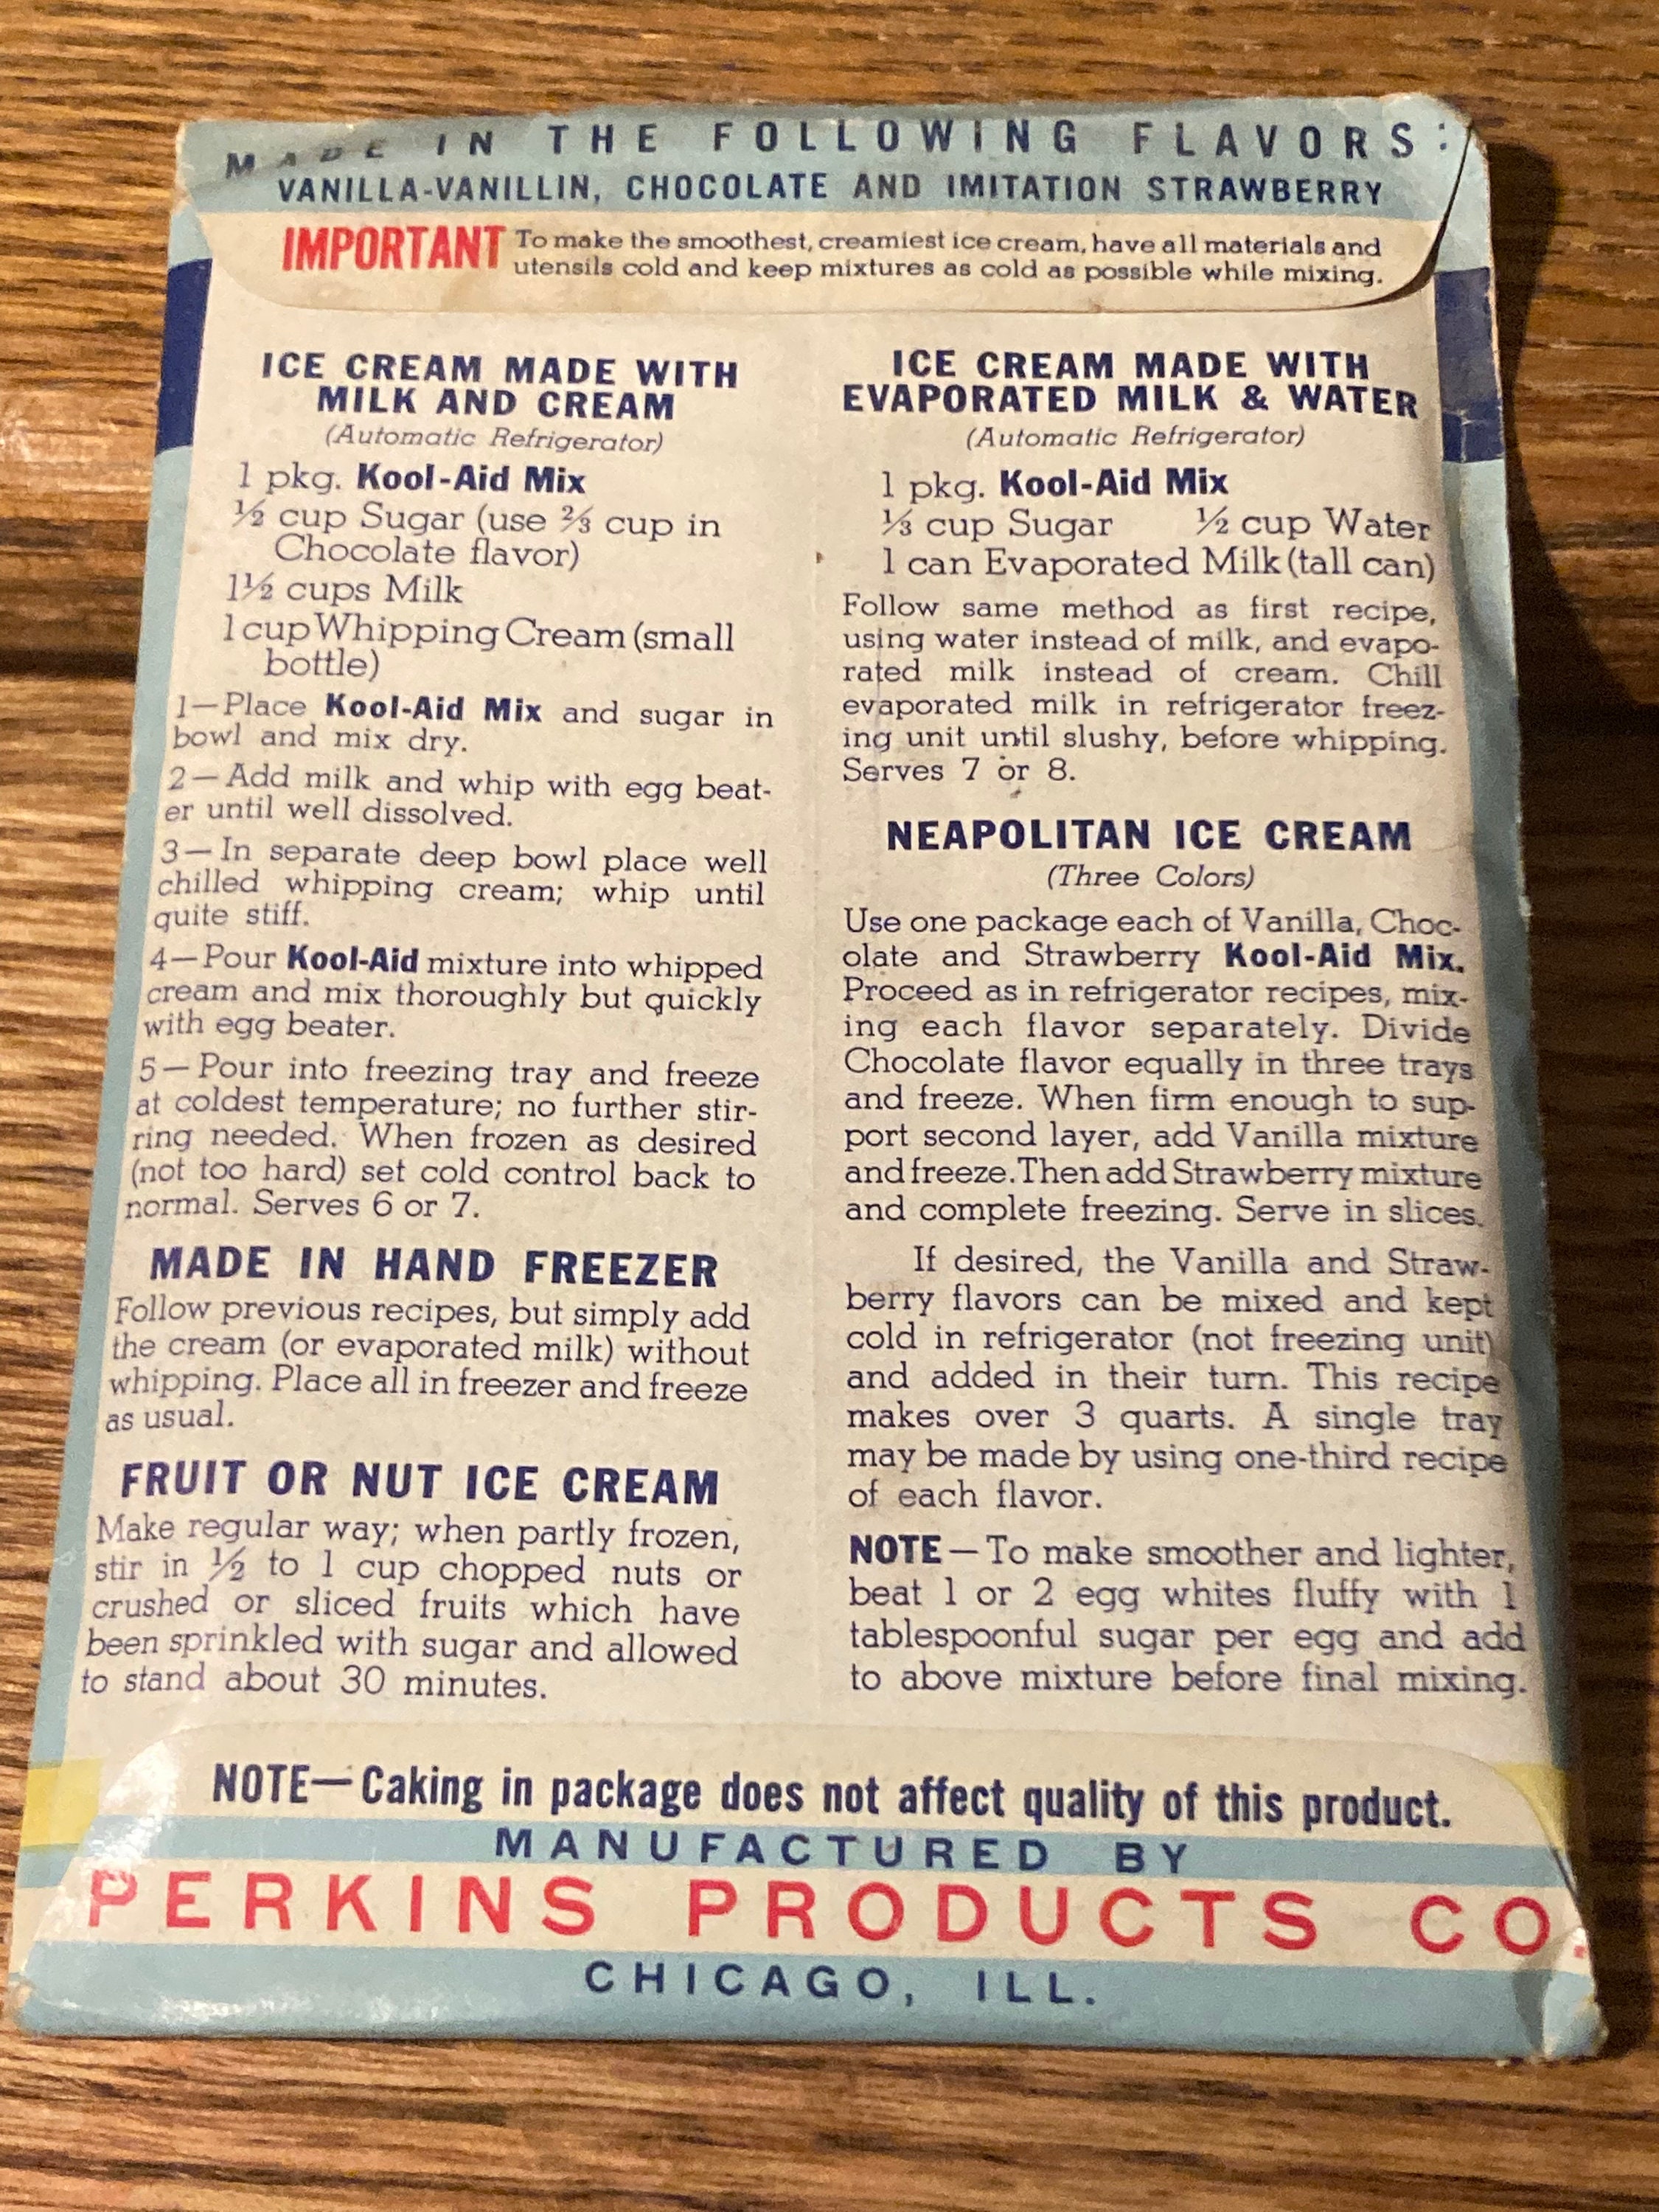 MADE IN THE FOLLOWING FLAVORS:
VANILLA-VANILLIN, CHOCOLATE AND IMITATION STRAWBERRY
IMPORTANT To make the smoothest, creamiest ice cream, have all materials and
utensils cold and keep mixtures as cold as possible while mixing.
ICE CREAM MADE WITH
MILK AND CREAM
(Automatic Refrigerator)
1 pkg. Kool-Aid Mix
½ cup Sugar (use ⅔ cup in
Chocolate flavor)
1½ cups Milk
1 cup Whipping Cream (small
bottle)
1—Place Kool-Aid Mix and sugar in
bowl and mix dry.
2—Add milk and whip with egg beat-
er until well dissolved.
3—In separate deep bowl place well
chilled whipping cream; whip until
quite stiff.
4—Pour Kool-Aid mixture into whipped
cream and mix thoroughly but quickly
with egg beater.
5—Pour into freezing tray and freeze
at coldest temperature; no further stir-
ring needed. When frozen as desired
(not too hard) set cold control back to
normal. Serves 6 or 7.
MADE IN HAND FREEZER
Follow previous recipes, but simply add
the cream (or evaporated milk) without
whipping. Place all in freezer and freeze
as usual.
FRUIT OR NUT ICE CREAM
Make regular way; when partly frozen,
stir in ½ to 1 cup chopped nuts or
crushed or sliced fruits which have
been sprinkled with sugar and allowed
to stand about 30 minutes.
ICE CREAM MADE WITH
EVAPORATED MILK & WATER
(Automatic Refrigerator)
1 pkg. Kool-Aid Mix
⅓ cup Sugar ½ cup Water
1 can Evaporated Milk (tall can)
Follow same method as first recipe,
using water instead of milk, and evapo-
rated milk instead of cream. Chill
evaporated milk in refrigerator freez-
ing unit until slushy, before whipping.
Serves 7 or 8.
NEAPOLITAN ICE CREAM
(Three Colors)
Use one package each of Vanilla, Choc-
olate and Strawberry Kool-Aid Mix.
Proceed as in refrigerator recipes, mix-
ing each flavor separately. Divide
Chocolate flavor equally in three trays
and freeze. When firm enough to sup-
port second layer, add Vanilla mixture
and freeze. Then add Strawberry mixture
and complete freezing. Serve in slices.
If desired, the Vanilla and Straw-
berry flavors can be mixed and kept
cold in refrigerator (not freezing unit)
and added in their turn. This recipe
makes over 3 quarts. A single tray
may be made by using one-third recipe
of each flavor.
NOTE—To make smoother and lighter,
beat 1 or 2 egg whites fluffy with 1
tablespoonful sugar per egg and add
to above mixture before final mixing.
NOTE—Caking in package does not affect quality of this product.
MANUFACTURED BY
PERKINS PRODUCTS CO.
CHICAGO, ILL.